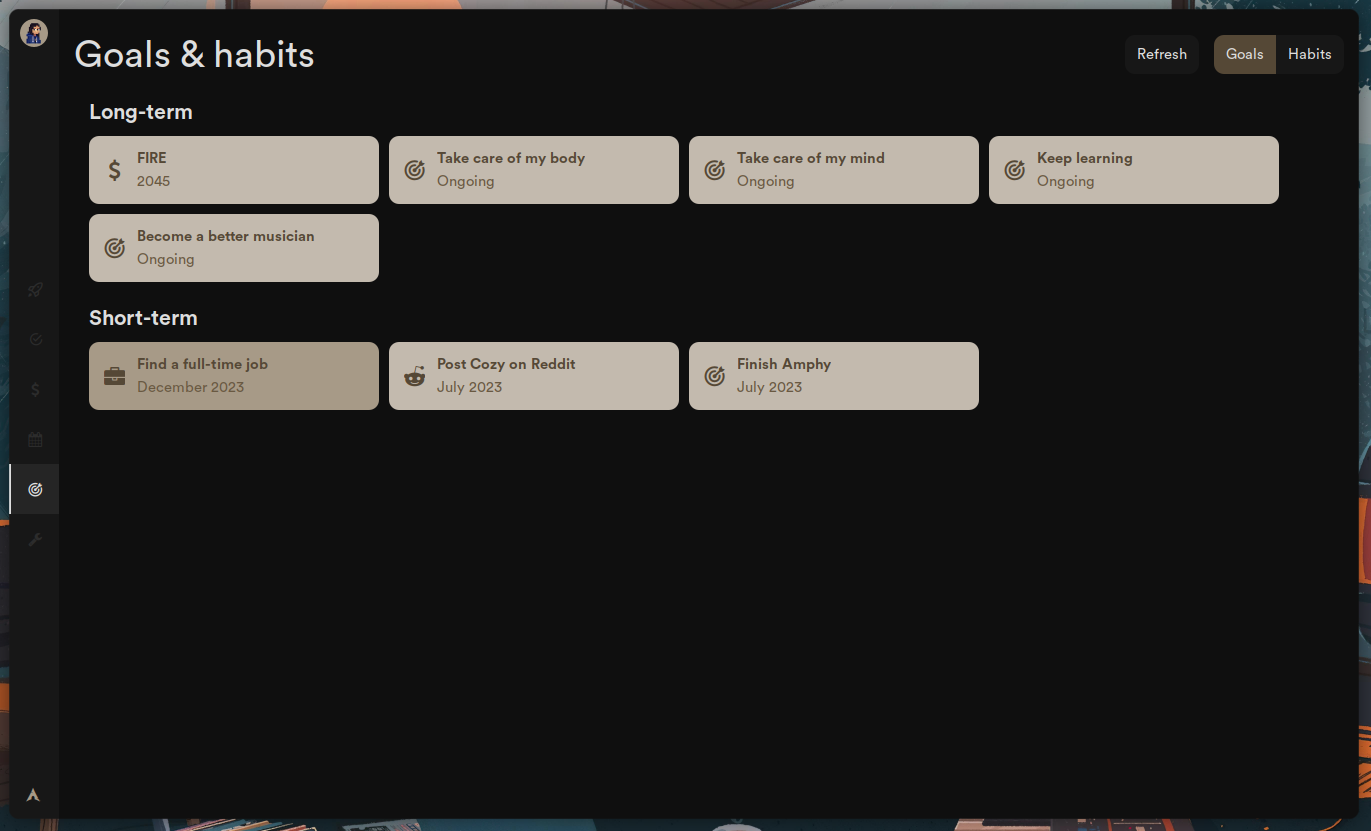 Goals & habits
Refresh
Goals
Habits
Long-term
FIRE
2045
Take care of my body
Ongoing
Take care of my mind
Ongoing
Keep learning
Ongoing
Become a better musician
Ongoing
Short-term
Find a full-time job
December 2023
Post Cozy on Reddit
July 2023
Finish Amphy
July 2023